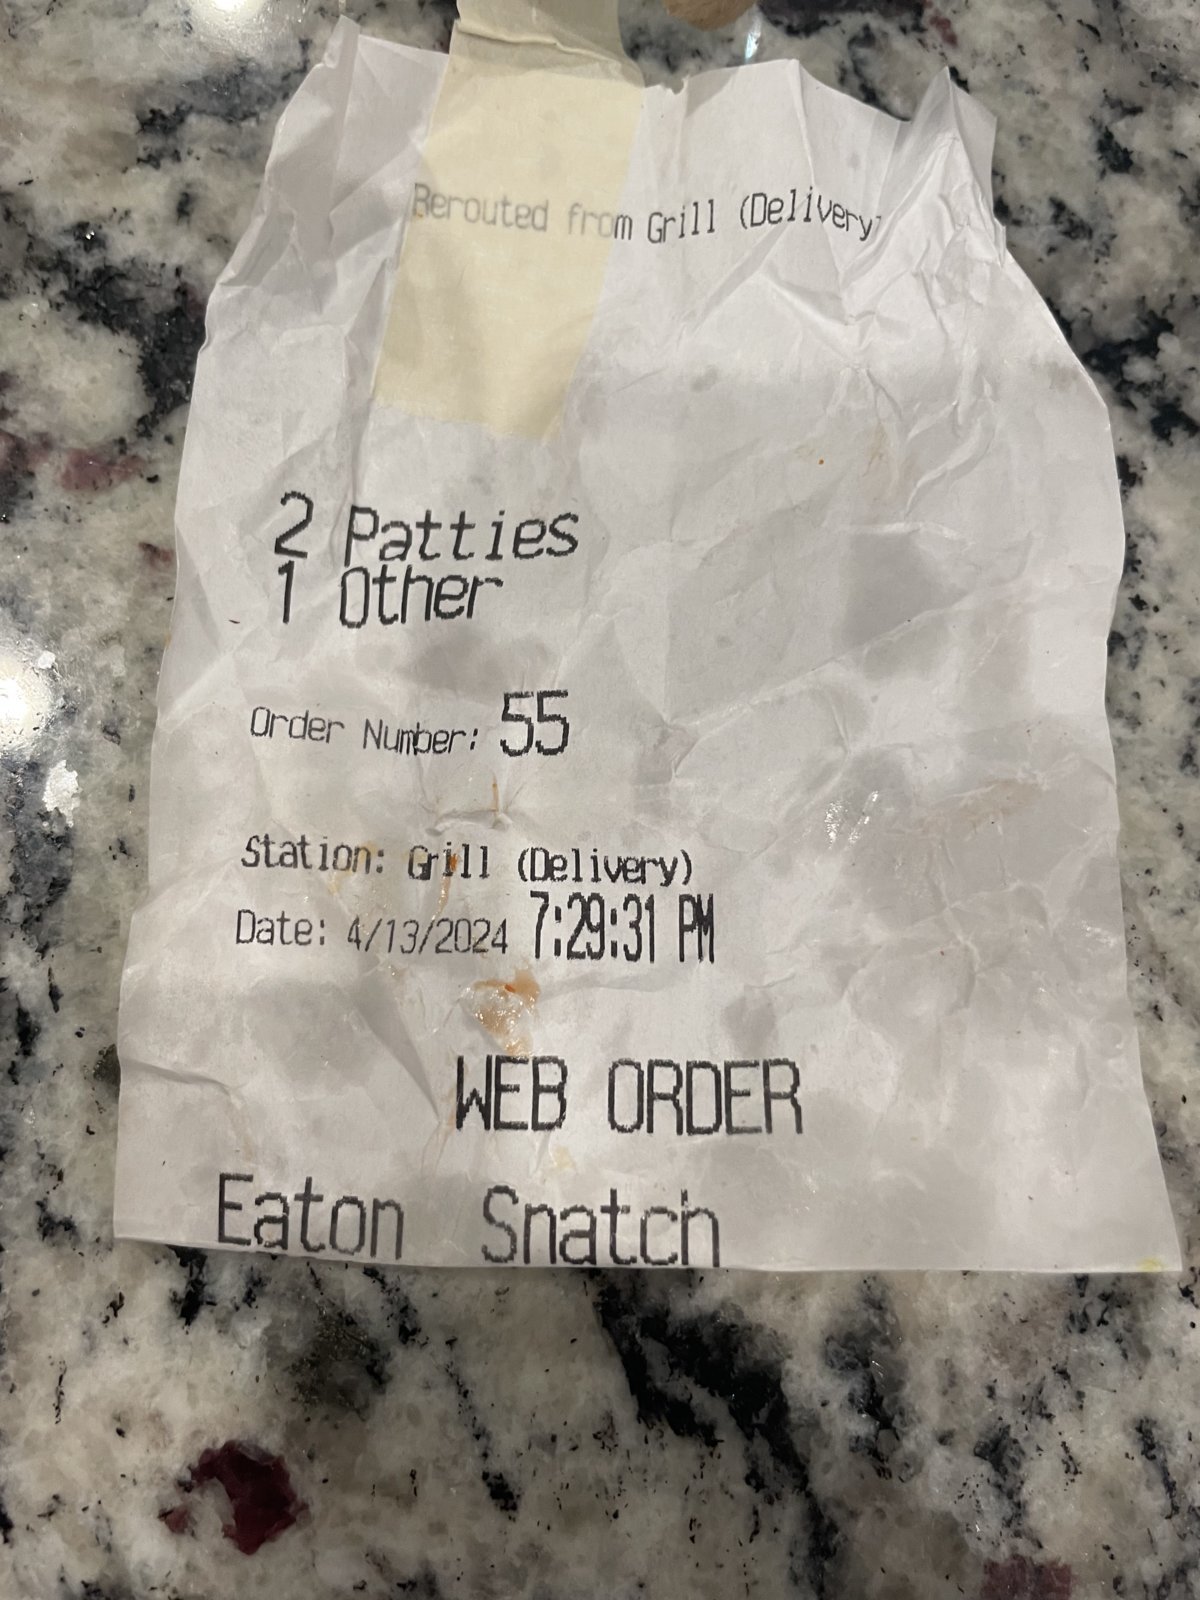 Rerouted from Grill (Delivery)
2 Patties
1 Other
Order Number: 55
Station: Grill (Delivery)
Date: 4/13/2024 7:29:31 PM
WEB ORDER
Eaton Snatch